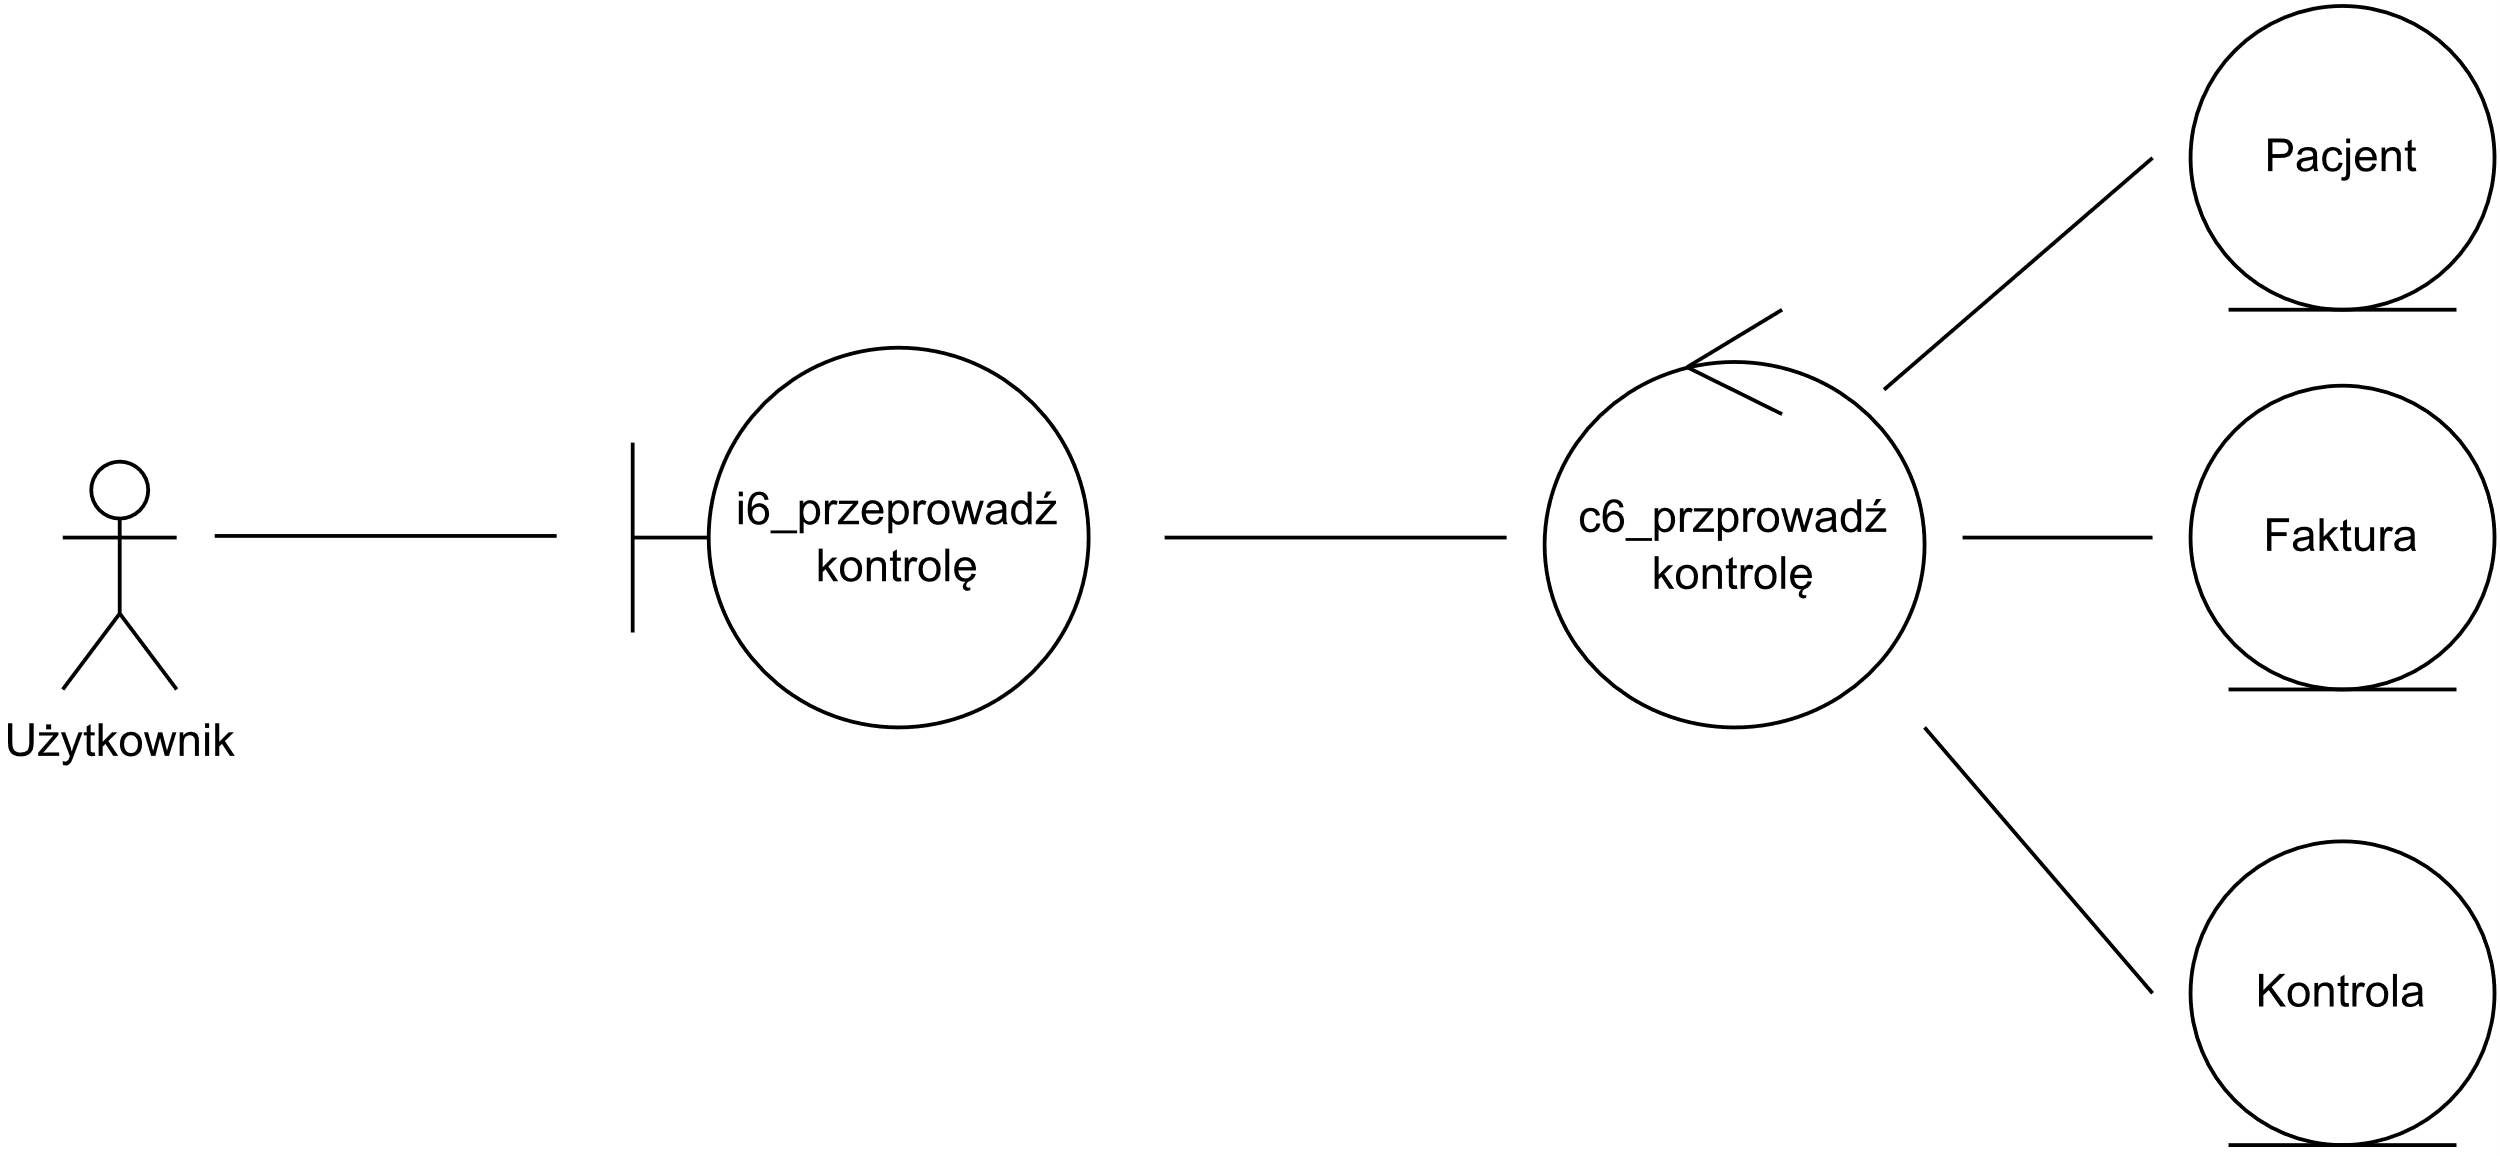 Pacjent
i6_przeprowadź
kontrolę
c6_przprowadź
kontrolę
Faktura
Użytkownik
Kontrola